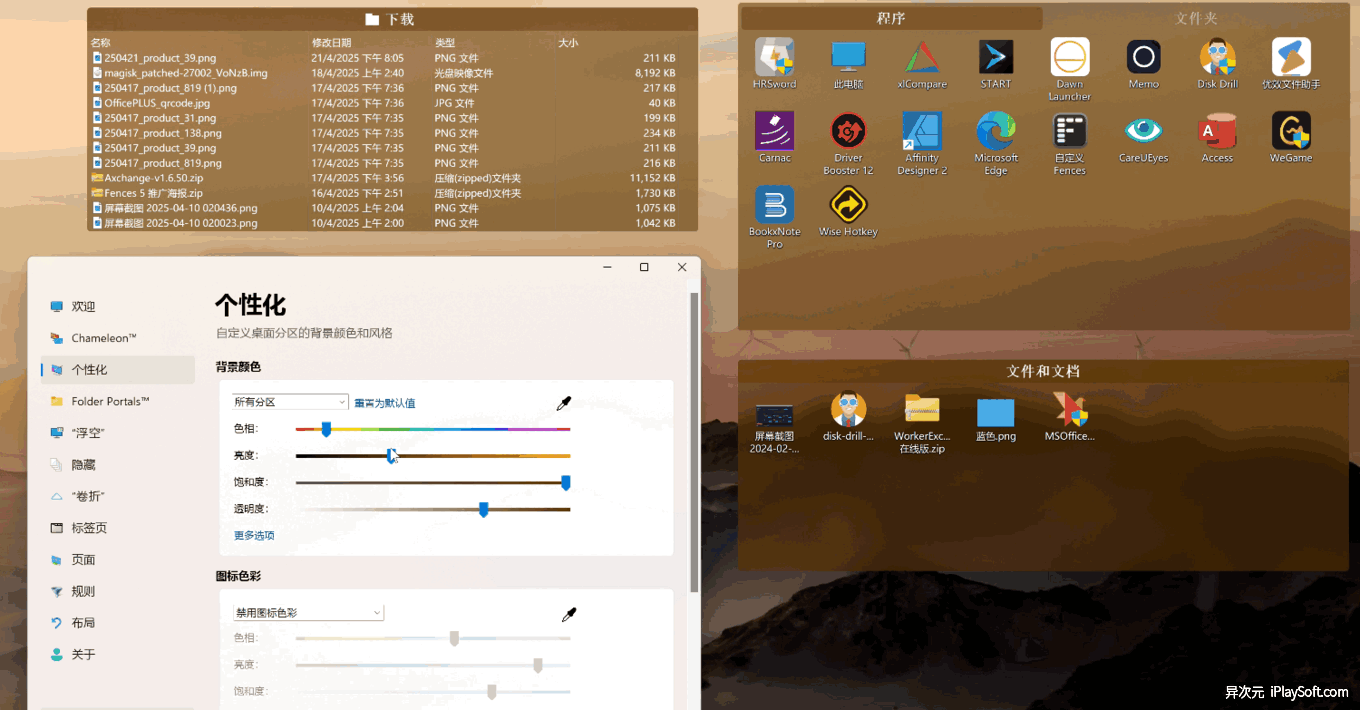 下载
名称 修改日期 类型 大小
250421_product_39.png 21/4/2025 下午 8:05 PNG 文件 211 KB
magisk_patched-27002_VoNzB.img 18/4/2025 上午 2:40 光盘映像文件 8,192 KB
250417_product_819 (1).png 17/4/2025 下午 7:36 PNG 文件 217 KB
OfficePLUS_qrcode.jpg 17/4/2025 下午 7:36 JPG 文件 40 KB
250417_product_31.png 17/4/2025 下午 7:35 PNG 文件 199 KB
250417_product_138.png 17/4/2025 下午 7:35 PNG 文件 234 KB
250417_product_39.png 17/4/2025 下午 7:35 PNG 文件 211 KB
250417_product_819.png 17/4/2025 下午 7:35 PNG 文件 216 KB
Axchange-v1.6.50.zip 17/4/2025 下午 3:56 压缩(zipped)文件夹 11,152 KB
Fences 5 推广海报.zip 16/4/2025 下午 2:51 压缩(zipped)文件夹 1,730 KB
屏幕截图 2025-04-10 020436.png 10/4/2025 上午 2:04 PNG 文件 1,075 KB
屏幕截图 2025-04-10 020023.png 10/4/2025 上午 2:00 PNG 文件 1,042 KB
程序 文件夹
HRSword 此电脑 xlCompare START Dawn Launcher Memo Disk Drill 优效文件助手
Carnac Driver Booster 12 Affinity Designer 2 Microsoft Edge 自定义 Fences CareUEyes Access WeGame
BookxNote Pro Wise Hotkey
文件和文档
屏幕截图 2024-02-... disk-drill-... WorkerExc... 在线版.zip 蓝色.png MSOffice...
欢迎
Chameleon™
个性化
Folder Portals™
“浮空”
隐藏
“卷折”
标签页
页面
规则
布局
关于
个性化
自定义桌面分区的背景颜色和风格
背景颜色
所有分区 重置为默认值
色相:
亮度:
饱和度:
透明度:
更多选项
图标色彩
禁用图标色彩
色相:
亮度:
饱和度:
异次元 iPlaySoft.com